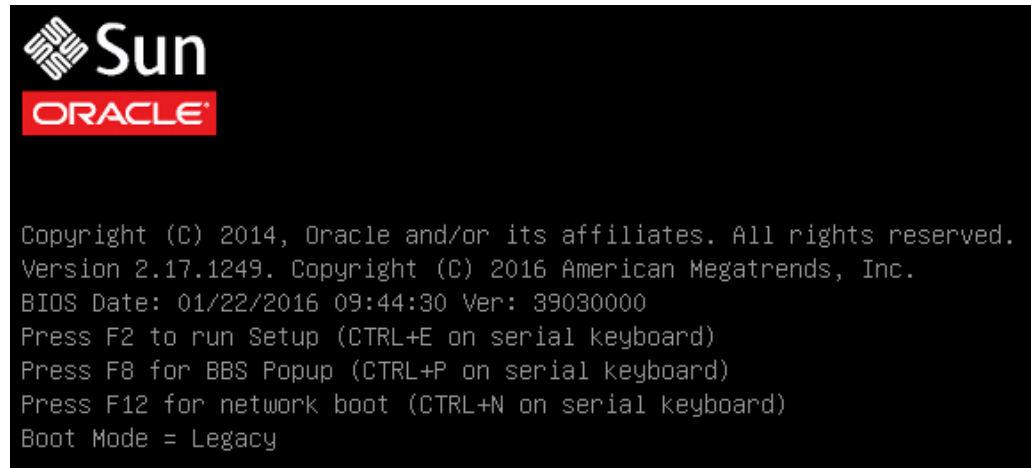 Sun
ORACLE®
Copyright (C) 2014, Oracle and/or its affiliates. All rights reserved.
Version 2.17.1249. Copyright (C) 2016 American Megatrends, Inc.
BIOS Date: 01/22/2016 09:44:30 Ver: 39030000
Press F2 to run Setup (CTRL+E on serial keyboard)
Press F8 for BBS Popup (CTRL+P on serial keyboard)
Press F12 for network boot (CTRL+N on serial keyboard)
Boot Mode = Legacy